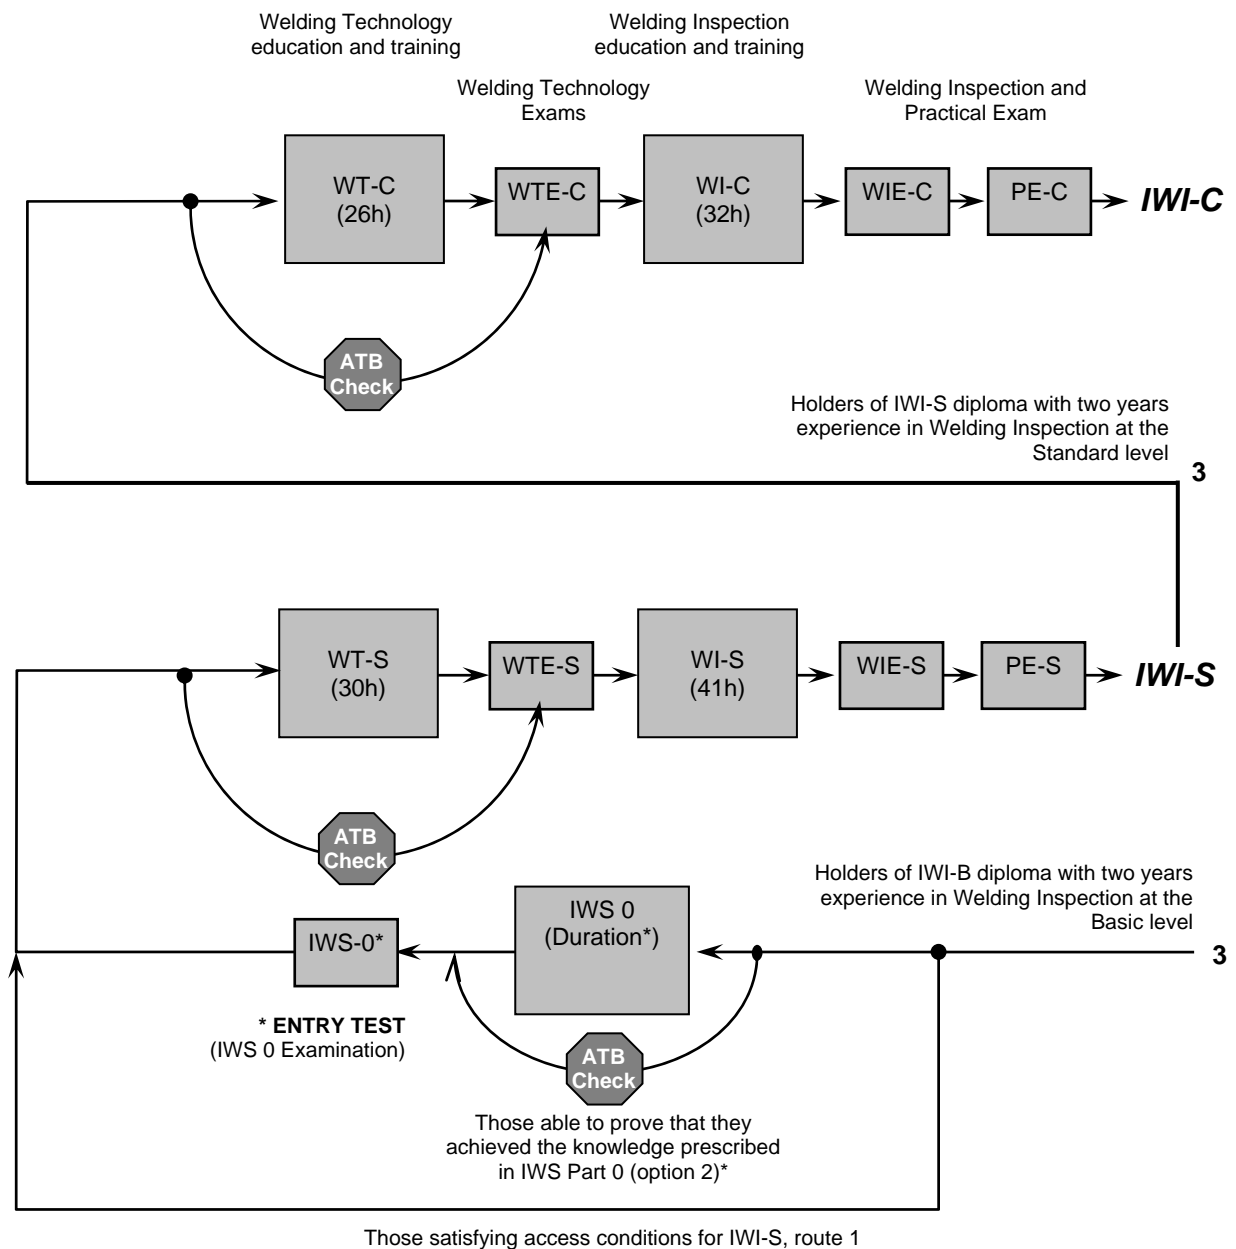 Welding Technology
education and training
Welding Inspection
education and training
Welding Technology
Exams
Welding Inspection and
Practical Exam
WT-C
(26h)
WTE-C
WI-C
(32h)
WIE-C
PE-C
IWI-C
ATB
Check
Holders of IWI-S diploma with two years
experience in Welding Inspection at the
Standard level
3
WT-S
(30h)
WTE-S
WI-S
(41h)
WIE-S
PE-S
IWI-S
ATB
Check
Holders of IWI-B diploma with two years
experience in Welding Inspection at the
Basic level
3
IWS 0
(Duration*)
IWS-0*
* ENTRY TEST
(IWS 0 Examination)
ATB
Check
Those able to prove that they
achieved the knowledge prescribed
in IWS Part 0 (option 2)*
Those satisfying access conditions for IWI-S, route 1